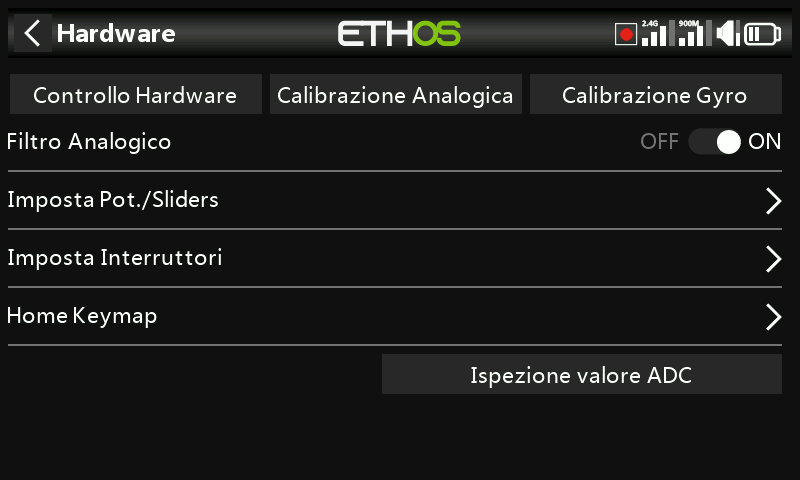 Hardware
ETHOS
2.4G
900M
Controllo Hardware
Calibrazione Analogica
Calibrazione Gyro
Filtro Analogico
OFF
ON
Imposta Pot./Sliders
Imposta Interruttori
Home Keymap
Ispezione valore ADC